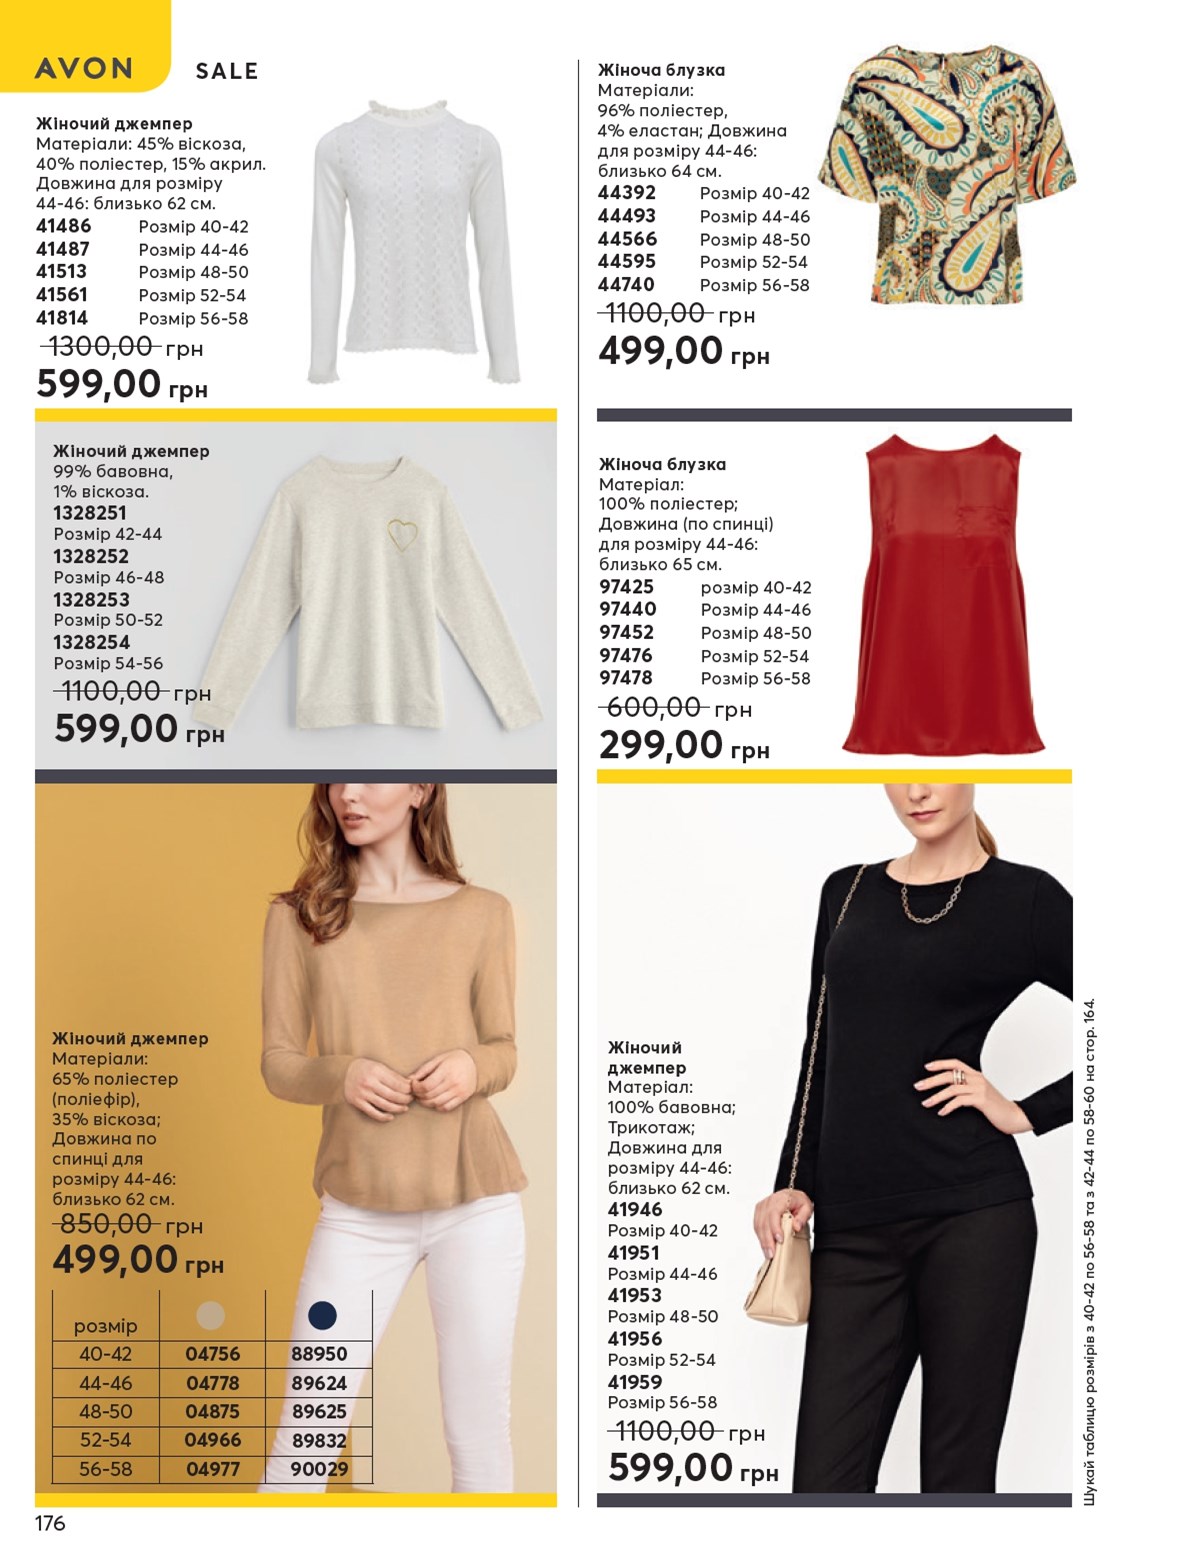 AVON
SALE
Жіночий джемпер
Матеріали: 45% віскоза,
40% поліестер, 15% акрил.
Довжина для розміру
44-46: близько 62 см.
41486 Розмір 40-42
41487 Розмір 44-46
41513 Розмір 48-50
41561 Розмір 52-54
41814 Розмір 56-58
1300,00 грн
599,00 грн
Жіночий джемпер
99% бавовна,
1% віскоза.
1328251
Розмір 42-44
1328252
Розмір 46-48
1328253
Розмір 50-52
1328254
Розмір 54-56
1100,00 грн
599,00 грн
Жіночий джемпер
Матеріали:
65% поліестер
(поліефір),
35% віскоза;
Довжина по
спинці для
розміру 44-46:
близько 62 см.
850,00 грн
499,00 грн
розмір
40-42 04756 88950
44-46 04778 89624
48-50 04875 89625
52-54 04966 89832
56-58 04977 90029
176
Жіноча блузка
Матеріали:
96% поліестер,
4% еластан; Довжина
для розміру 44-46:
близько 64 см.
44392 Розмір 40-42
44493 Розмір 44-46
44566 Розмір 48-50
44595 Розмір 52-54
44740 Розмір 56-58
1100,00 грн
499,00 грн
Жіноча блузка
Матеріал:
100% поліестер;
Довжина (по спинці)
для розміру 44-46:
близько 65 см.
97425 розмір 40-42
97440 Розмір 44-46
97452 Розмір 48-50
97476 Розмір 52-54
97478 Розмір 56-58
600,00 грн
299,00 грн
Жіночий
джемпер
Матеріал:
100% бавовна;
Трикотаж;
Довжина для
розміру 44-46:
близько 62 см.
41946
Розмір 40-42
41951
Розмір 44-46
41953
Розмір 48-50
41956
Розмір 52-54
41959
Розмір 56-58
1100,00 грн
599,00 грн
Шукай таблицю розмірів з 40-42 по 56-58 та з 42-44 по 58-60 на стор. 164.